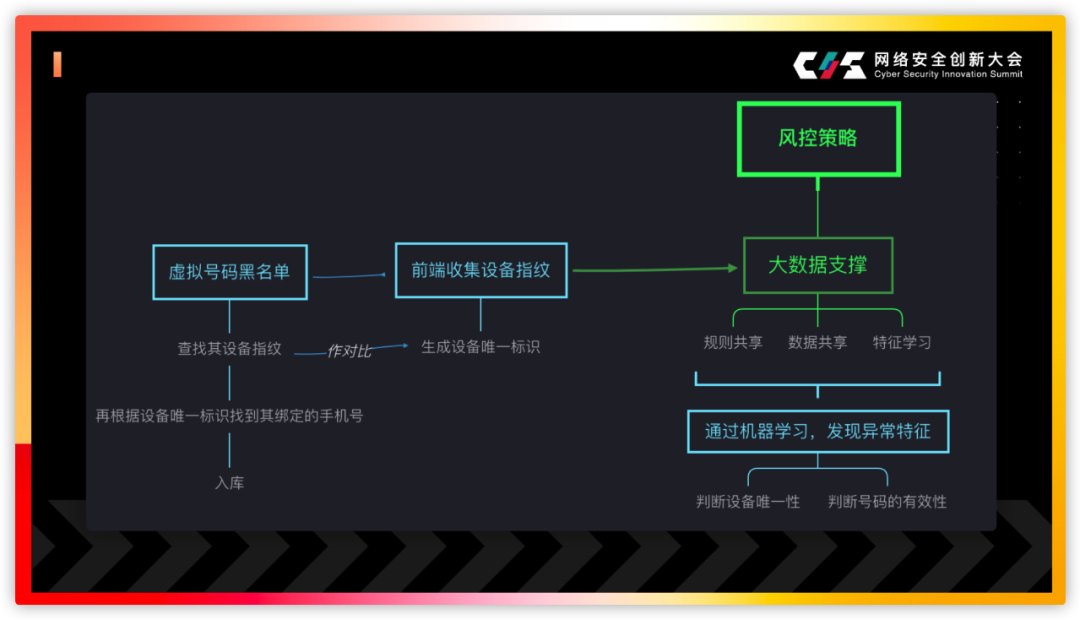 网络安全创新大会
Cyber Security Innovation Summit
风控策略
虚拟号码黑名单
前端收集设备指纹
大数据支撑
查找其设备指纹
作对比
生成设备唯一标识
规则共享
数据共享
特征学习
再根据设备唯一标识找到其绑定的手机号
通过机器学习，发现异常特征
入库
判断设备唯一性
判断号码的有效性